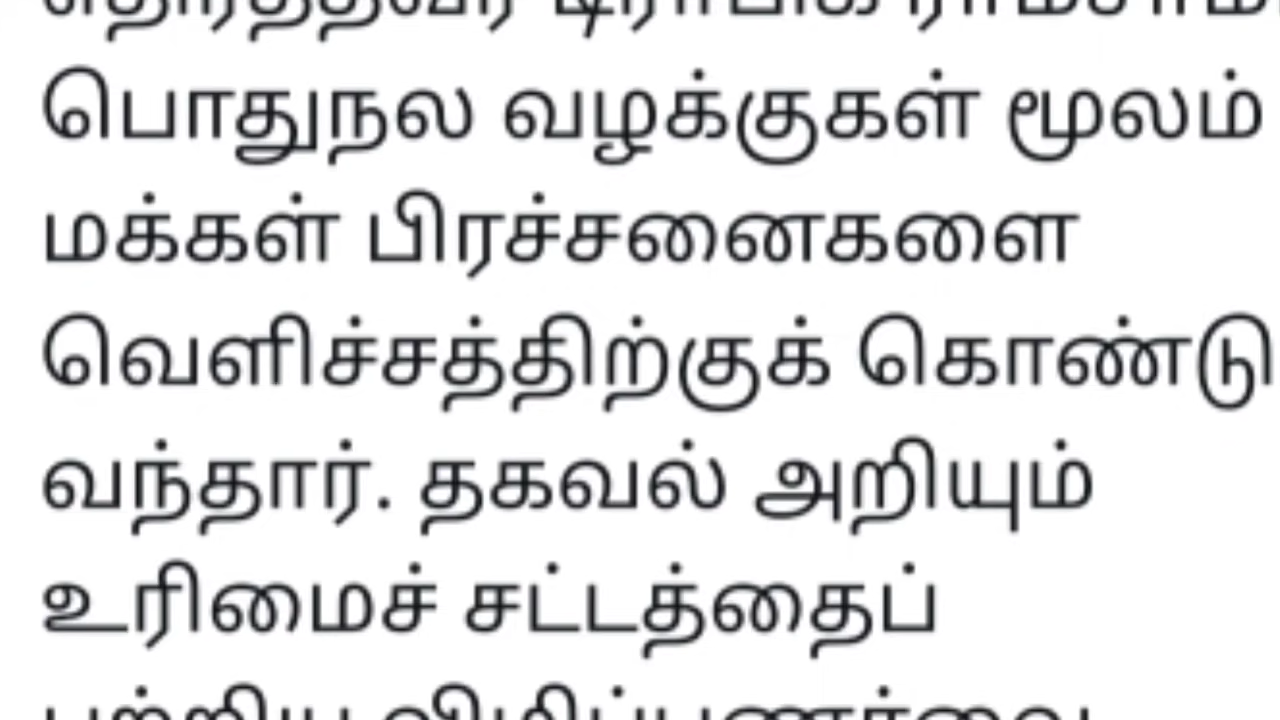 பொதுநல வழக்குகள் மூலம்
மக்கள் பிரச்சனைகளை
வெளிச்சத்திற்குக் கொண்டு
வந்தார். தகவல் அறியும்
உரிமைச் சட்டத்தைப்